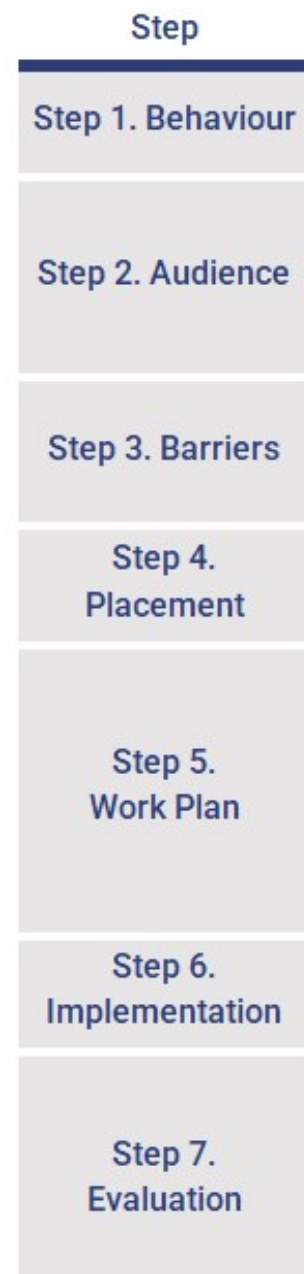 Step
Step 1. Behaviour
Step 2. Audience
Step 3. Barriers
Step 4.
Placement
Step 5.
Work Plan
Step 6.
Implementation
Step 7.
Evaluation